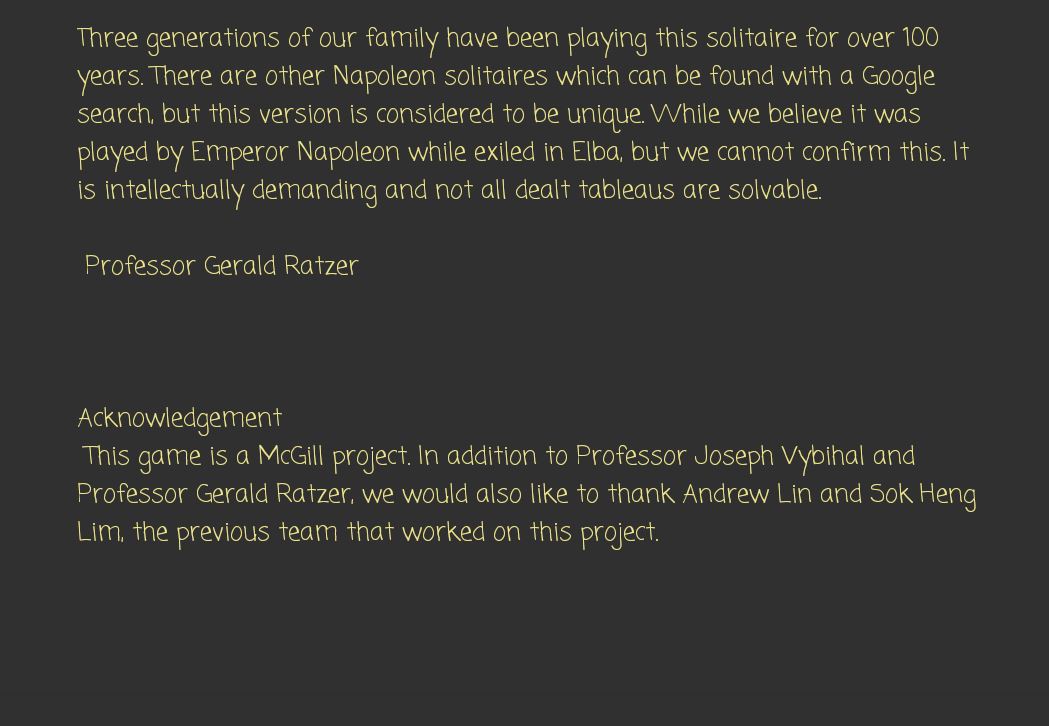 Three generations of our family have been playing this solitaire for over 100
years. There are other Napoleon solitaires which can be found with a Google
search, but this version is considered to be unique. While we believe it was
played by Emperor Napoleon while exiled in Elba, but we cannot confirm this. It
is intellectually demanding and not all dealt tableaus are solvable.
Professor Gerald Ratzer
Acknowledgement
This game is a McGill project. In addition to Professor Joseph Vybihal and
Professor Gerald Ratzer, we would also like to thank Andrew Lin and Sok Heng
Lim, the previous team that worked on this project.